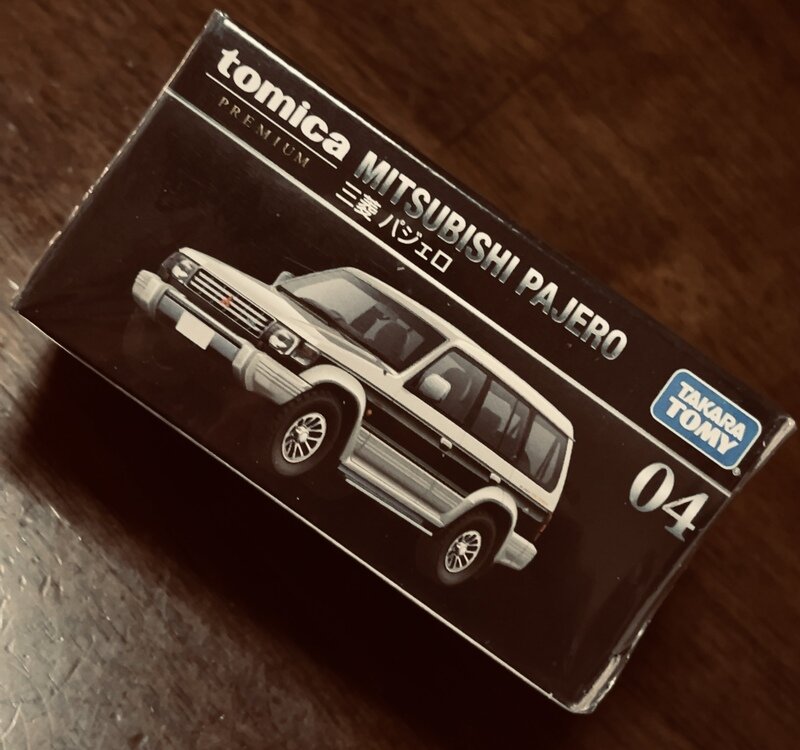 tomica
PREMIUM
MITSUBISHI PAJERO
三菱 パジェロ
TAKARA
TOMY
04